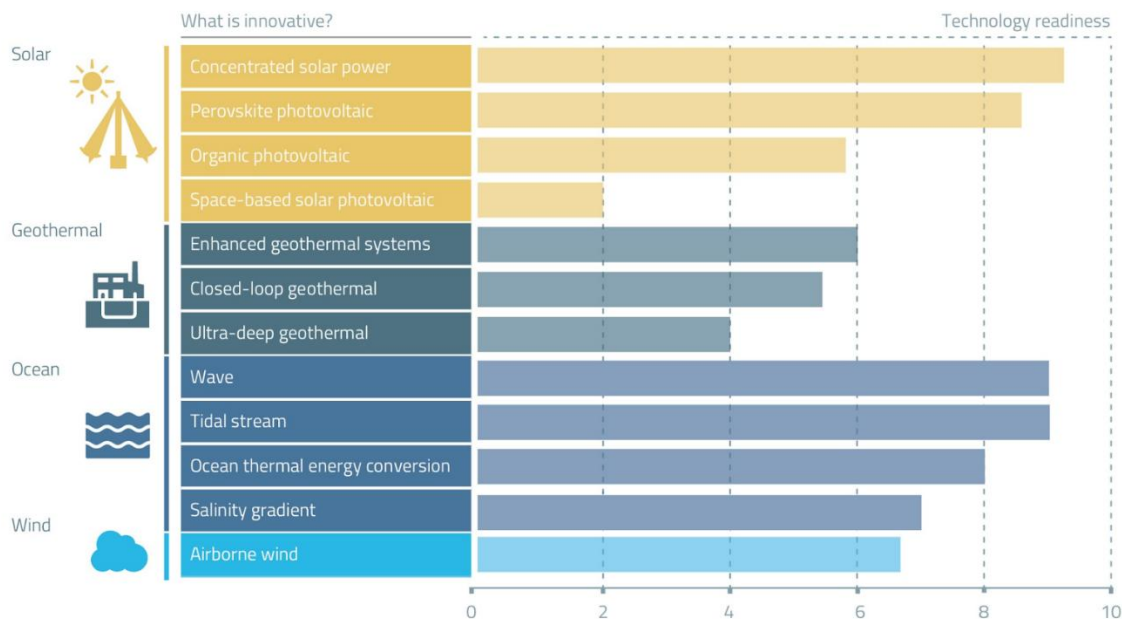 What is innovative?
Technology readiness
Solar
Concentrated solar power
Perovskite photovoltaic
Organic photovoltaic
Space-based solar photovoltaic
Geothermal
Enhanced geothermal systems
Closed-loop geothermal
Ultra-deep geothermal
Ocean
Wave
Tidal stream
Ocean thermal energy conversion
Salinity gradient
Wind
Airborne wind
0 2 4 6 8 10